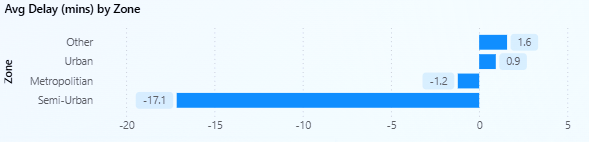 Avg Delay (mins) by Zone
Zone
Other 1.6
Urban 0.9
Metropolitian -1.2
Semi-Urban -17.1
-20 -15 -10 -5 0 5